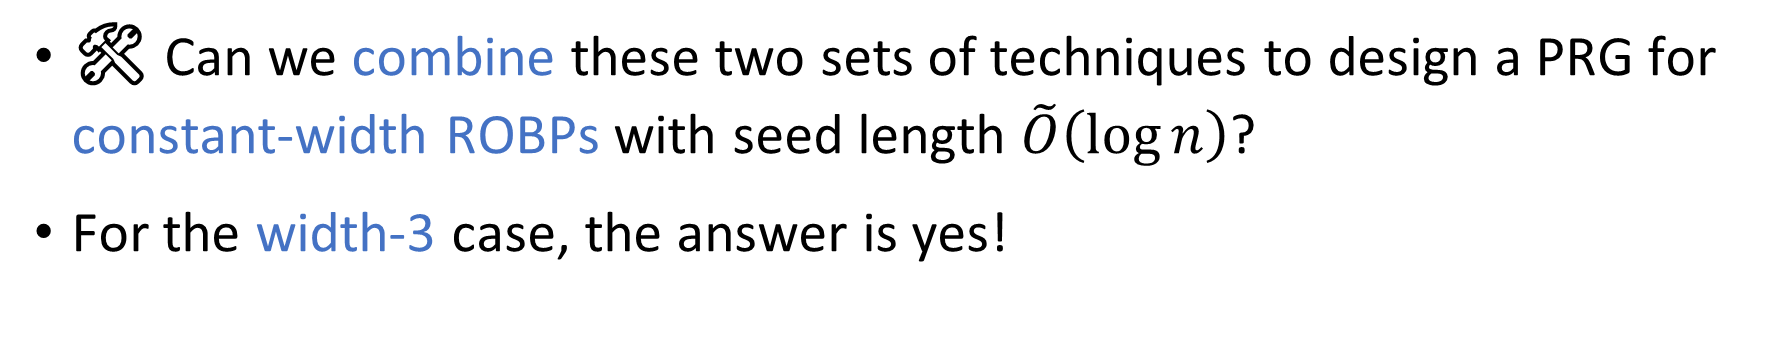 • 🛠 Can we combine these two sets of techniques to design a PRG for
constant-width ROBPs with seed length Õ(log n)?
• For the width-3 case, the answer is yes!